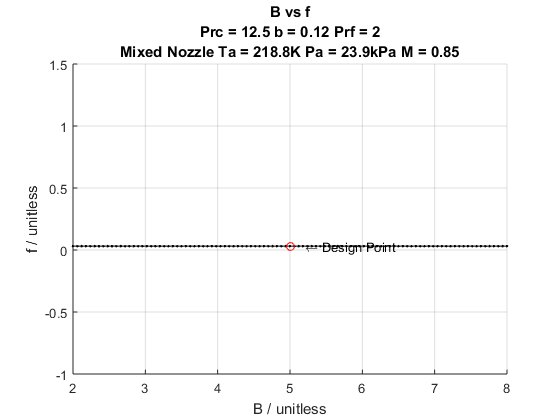 B vs f
Prc = 12.5 b = 0.12 Prf = 2
Mixed Nozzle Ta = 218.8K Pa = 23.9kPa M = 0.85
1.5
1
0.5
0
-0.5
-1
f / unitless
← Design Point
2 3 4 5 6 7 8
B / unitless